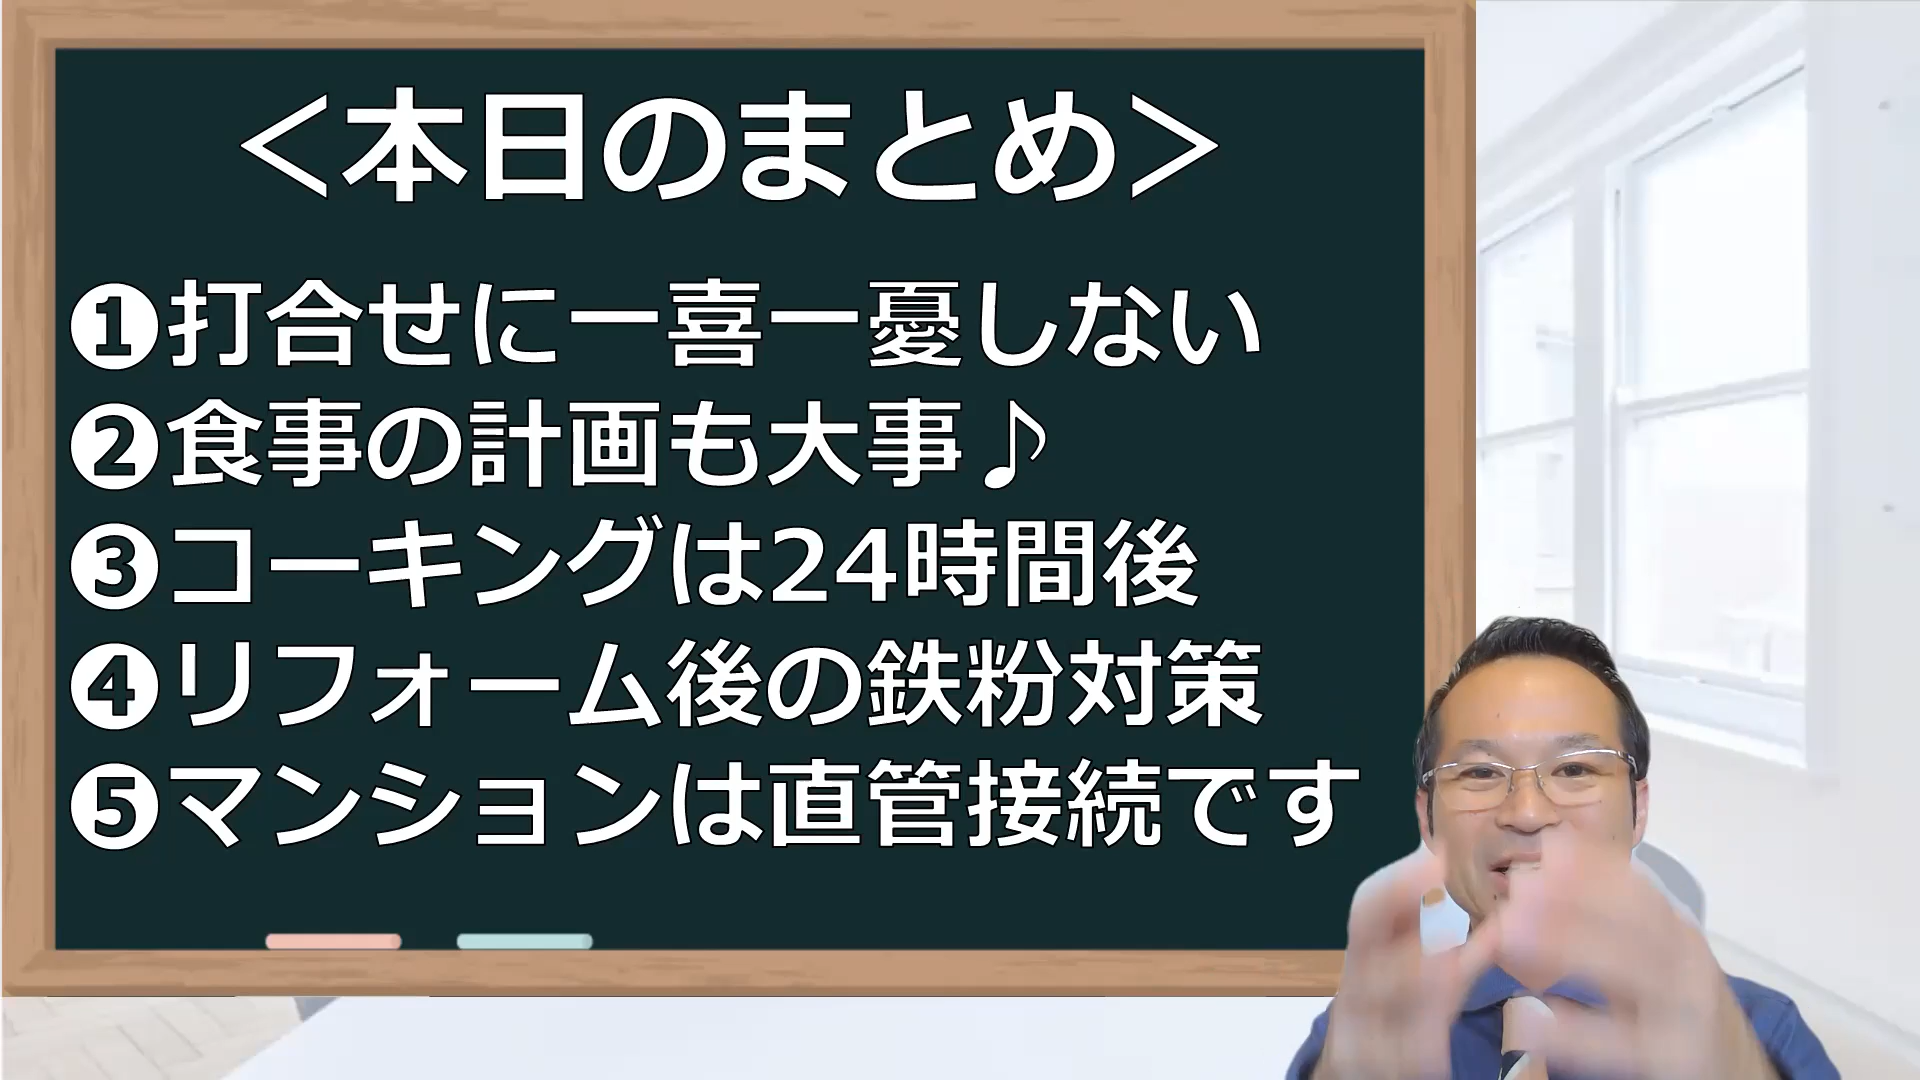 ＜本日のまとめ＞
❶打合せに一喜一憂しない
❷食事の計画も大事♪
❸コーキングは24時間後
❹リフォーム後の鉄粉対策
❺マンションは直管接続です